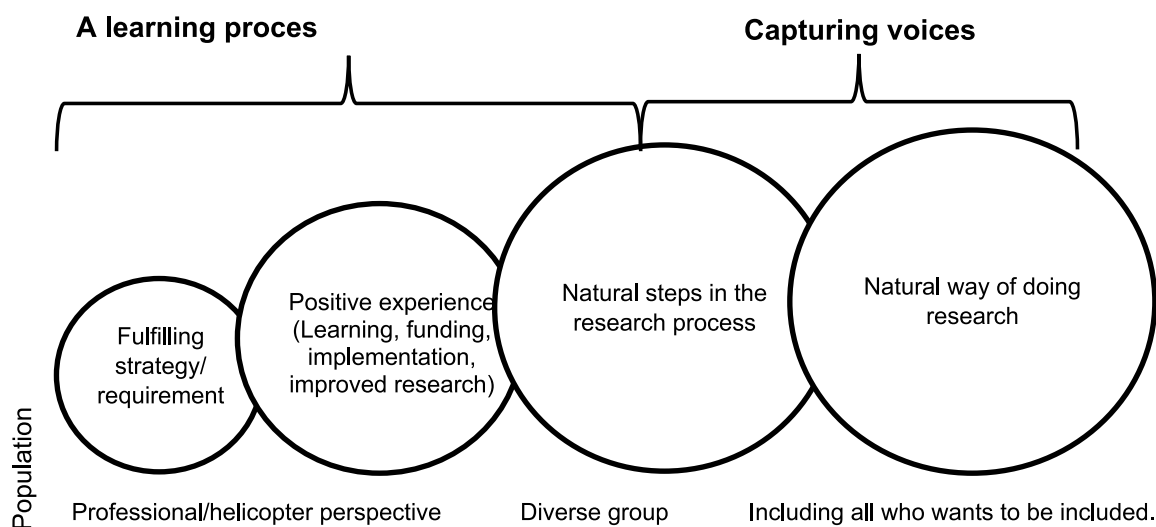 A learning proces
Capturing voices
Fulfilling
strategy/
requirement
Positive experience
(Learning, funding,
implementation,
improved research)
Natural steps in the
research process
Natural way of doing
research
Population
Professional/helicopter perspective
Diverse group
Including all who wants to be included.